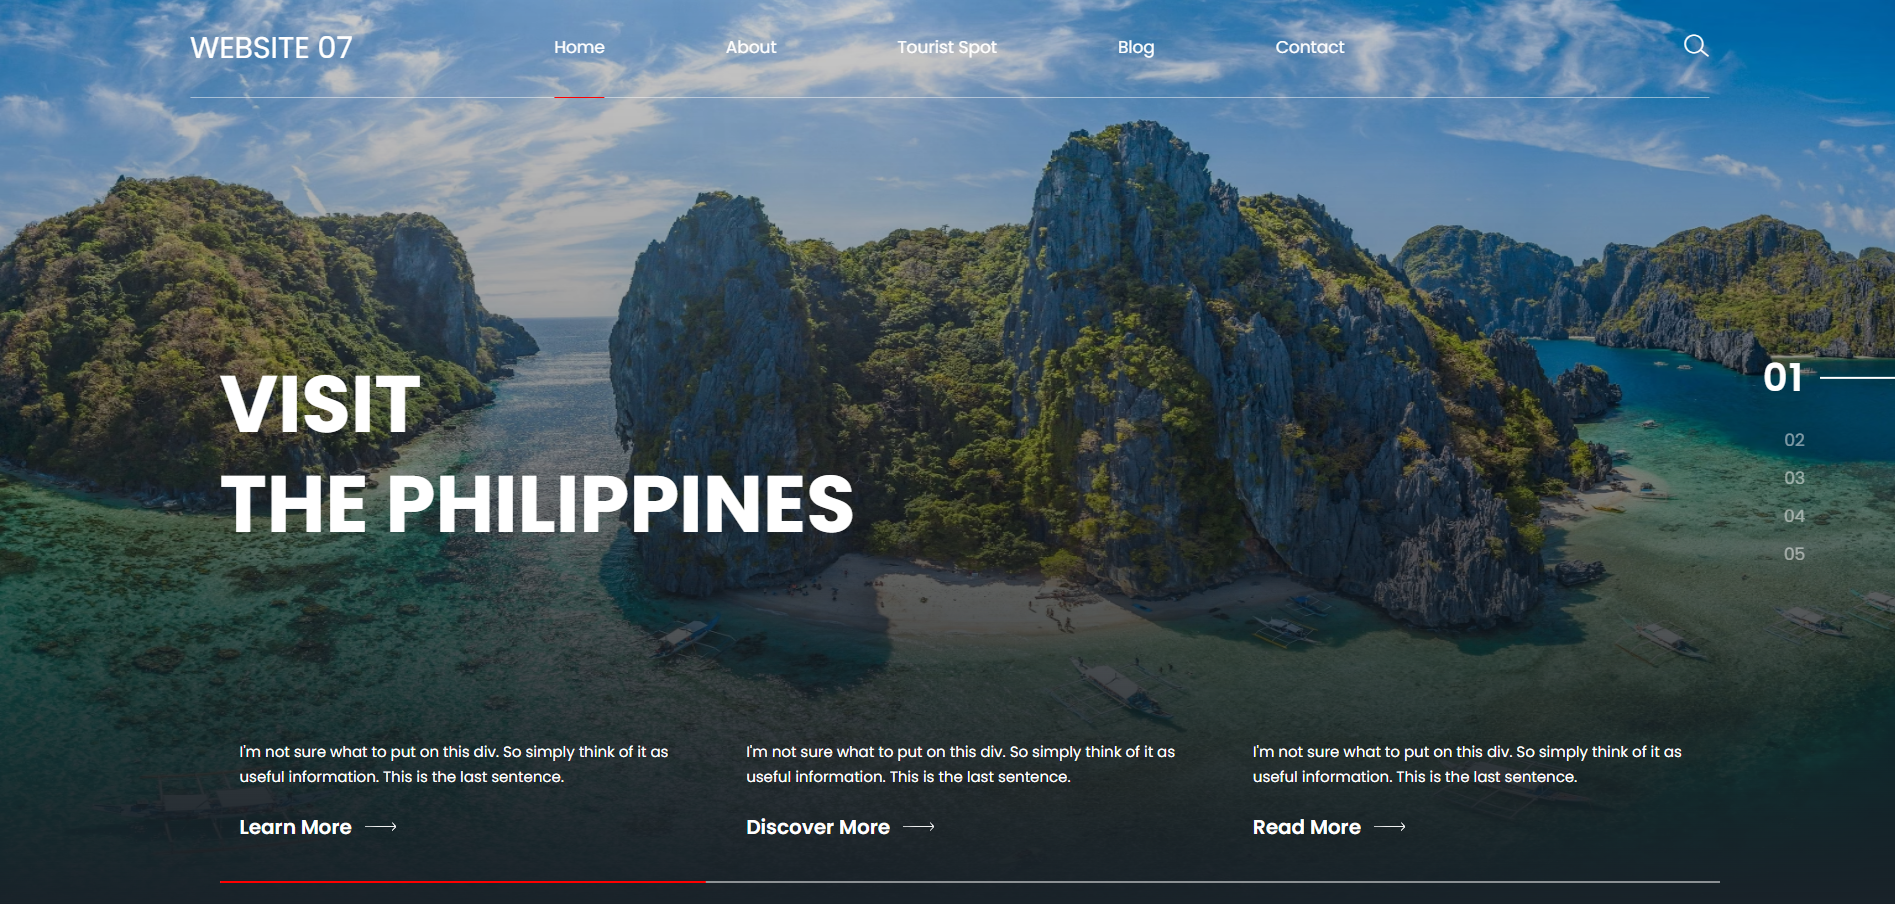 WEBSITE 07
Home
About
Tourist Spot
Blog
Contact
VISIT
THE PHILIPPINES
01
02
03
04
05
I'm not sure what to put on this div. So simply think of it as
useful information. This is the last sentence.
Learn More
I'm not sure what to put on this div. So simply think of it as
useful information. This is the last sentence.
Discover More
I'm not sure what to put on this div. So simply think of it as
useful information. This is the last sentence.
Read More